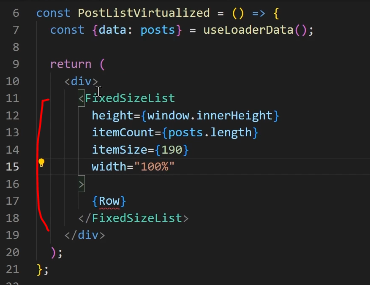 6 const PostListVirtualized = () => {
7 const {data: posts} = useLoaderData();
8
9 return (
10 <div>
11 <FixedSizeList
12 height={window.innerHeight}
13 itemCount={posts.length}
14 itemSize={190}
15 width="100%"
16 >
17 {Row}
18 </FixedSizeList>
19 </div>
20 );
21 };